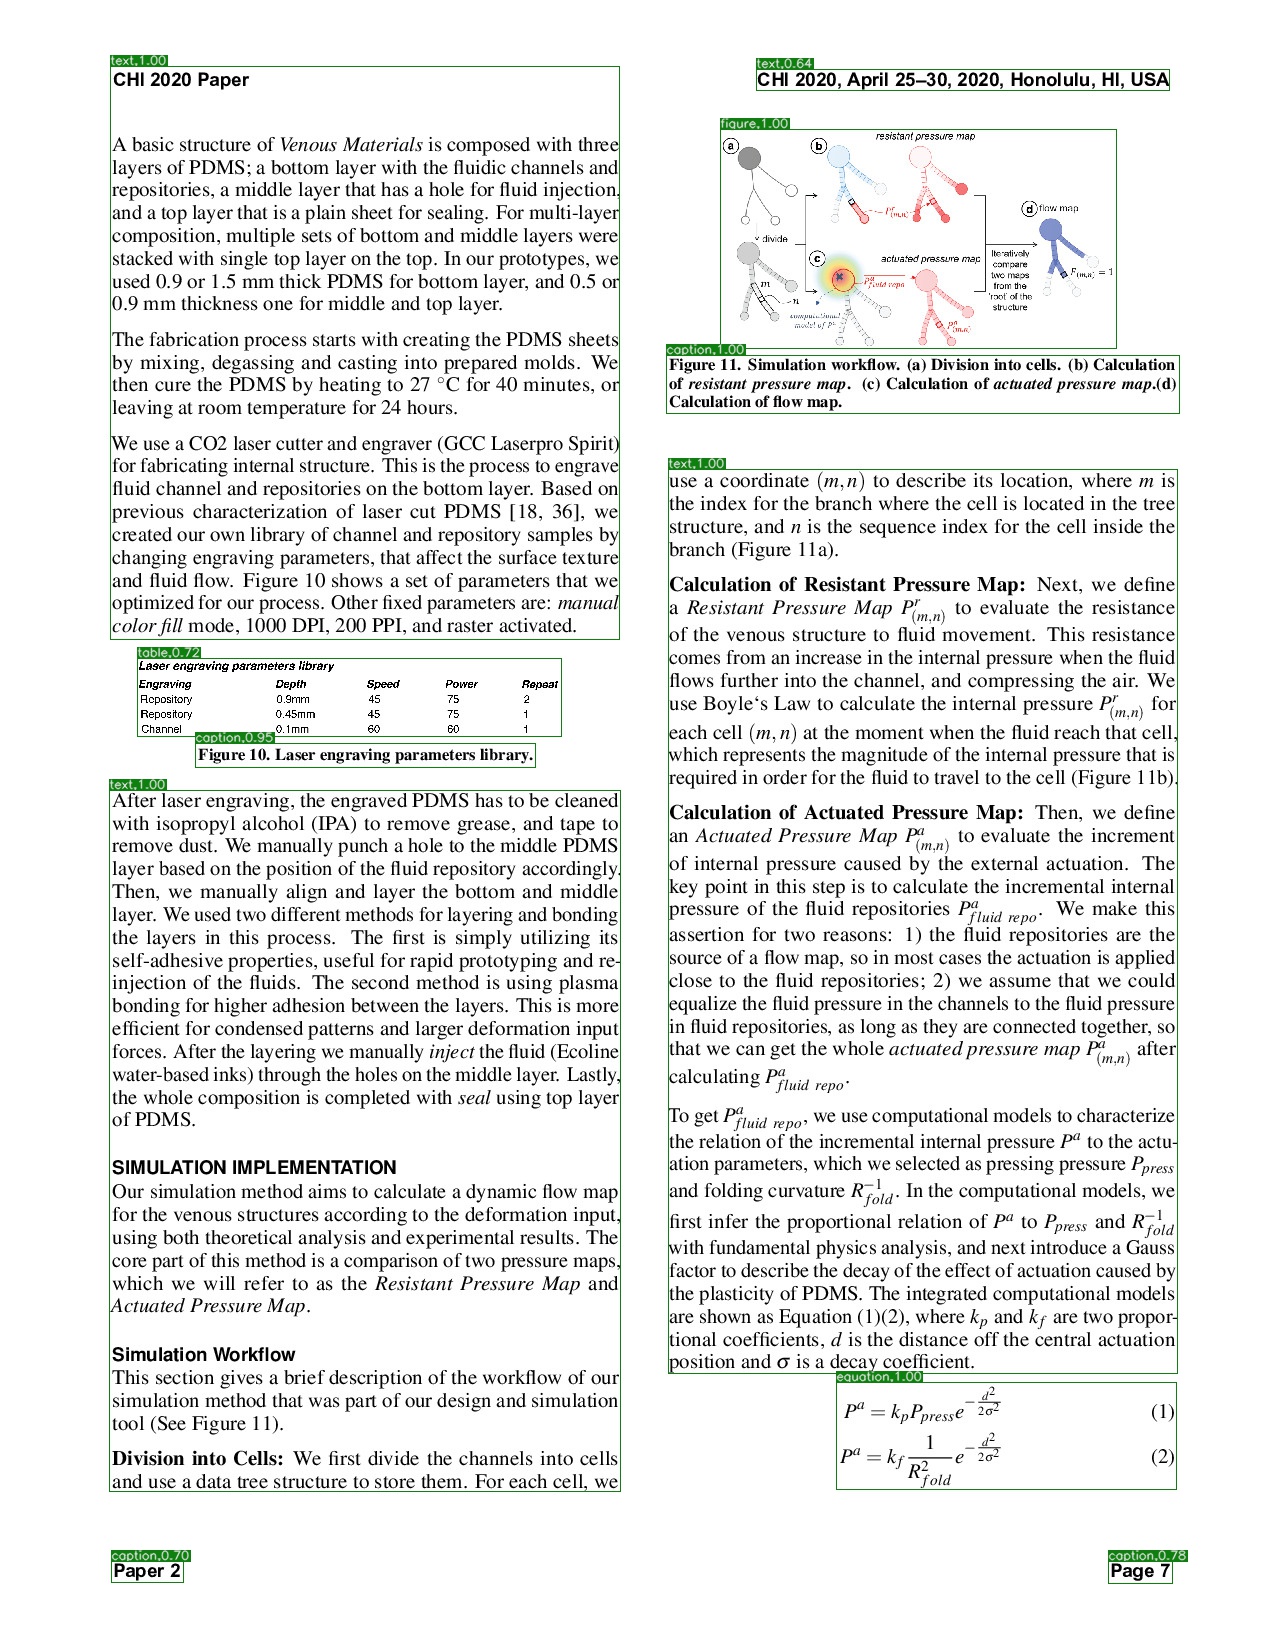 text,1.00
CHI 2020 Paper
text,0.64
CHI 2020, April 25–30, 2020, Honolulu, HI, USA
A basic structure of Venous Materials is composed with three
layers of PDMS; a bottom layer with the fluidic channels and
repositories, a middle layer that has a hole for fluid injection,
and a top layer that is a plain sheet for sealing. For multi-layer
composition, multiple sets of bottom and middle layers were
stacked with single top layer on the top. In our prototypes, we
used 0.9 or 1.5 mm thick PDMS for bottom layer, and 0.5 or
0.9 mm thickness one for middle and top layer.
The fabrication process starts with creating the PDMS sheets
by mixing, degassing and casting into prepared molds. We
then cure the PDMS by heating to 27 °C for 40 minutes, or
leaving at room temperature for 24 hours.
We use a CO2 laser cutter and engraver (GCC Laserpro Spirit)
for fabricating internal structure. This is the process to engrave
fluid channel and repositories on the bottom layer. Based on
previous characterization of laser cut PDMS [18, 36], we
created our own library of channel and repository samples by
changing engraving parameters, that affect the surface texture
and fluid flow. Figure 10 shows a set of parameters that we
optimized for our process. Other fixed parameters are: manual
color fill mode, 1000 DPI, 200 PPI, and raster activated.
table,0.72
Laser engraving parameters library
Engraving Depth Speed Power Repeat
Repository 0.9mm 45 75 2
Repository 0.45mm 45 75 1
Channel 0.1mm 60 60 1
caption,0.95
Figure 10. Laser engraving parameters library.
text,1.00
After laser engraving, the engraved PDMS has to be cleaned
with isopropyl alcohol (IPA) to remove grease, and tape to
remove dust. We manually punch a hole to the middle PDMS
layer based on the position of the fluid repository accordingly.
Then, we manually align and layer the bottom and middle
layer. We used two different methods for layering and bonding
the layers in this process. The first is simply utilizing its
self-adhesive properties, useful for rapid prototyping and re-
injection of the fluids. The second method is using plasma
bonding for higher adhesion between the layers. This is more
efficient for condensed patterns and larger deformation input
forces. After the layering we manually inject the fluid (Ecoline
water-based inks) through the holes on the middle layer. Lastly,
the whole composition is completed with seal using top layer
of PDMS.
SIMULATION IMPLEMENTATION
Our simulation method aims to calculate a dynamic flow map
for the venous structures according to the deformation input,
using both theoretical analysis and experimental results. The
core part of this method is a comparison of two pressure maps,
which we will refer to as the Resistant Pressure Map and
Actuated Pressure Map.
Simulation Workflow
This section gives a brief description of the workflow of our
simulation method that was part of our design and simulation
tool (See Figure 11).
Division into Cells: We first divide the channels into cells
and use a data tree structure to store them. For each cell, we
figure,1.00
resistant pressure map
a
b
P^r_(m,n)
divide
m
n
c
actuated pressure map
P^a_fluid repo
computational
model of P^a
P^a_(m,n)
Iteratively
compare
two maps
from the
'root' of the
structure
d flow map
F_(m,n) = 1
caption,1.00
Figure 11. Simulation workflow. (a) Division into cells. (b) Calculation
of resistant pressure map. (c) Calculation of actuated pressure map.(d)
Calculation of flow map.
text,1.00
use a coordinate (m,n) to describe its location, where m is
the index for the branch where the cell is located in the tree
structure, and n is the sequence index for the cell inside the
branch (Figure 11a).
Calculation of Resistant Pressure Map: Next, we define
a Resistant Pressure Map P^r_(m,n) to evaluate the resistance
of the venous structure to fluid movement. This resistance
comes from an increase in the internal pressure when the fluid
flows further into the channel, and compressing the air. We
use Boyle‘s Law to calculate the internal pressure P^r_(m,n) for
each cell (m,n) at the moment when the fluid reach that cell,
which represents the magnitude of the internal pressure that is
required in order for the fluid to travel to the cell (Figure 11b).
Calculation of Actuated Pressure Map: Then, we define
an Actuated Pressure Map P^a_(m,n) to evaluate the increment
of internal pressure caused by the external actuation. The
key point in this step is to calculate the incremental internal
pressure of the fluid repositories P^a_fluid repo. We make this
assertion for two reasons: 1) the fluid repositories are the
source of a flow map, so in most cases the actuation is applied
close to the fluid repositories; 2) we assume that we could
equalize the fluid pressure in the channels to the fluid pressure
in fluid repositories, as long as they are connected together, so
that we can get the whole actuated pressure map P^a_(m,n) after
calculating P^a_fluid repo.
To get P^a_fluid repo, we use computational models to characterize
the relation of the incremental internal pressure P^a to the actu-
ation parameters, which we selected as pressing pressure P_press
and folding curvature R^−1_fold. In the computational models, we
first infer the proportional relation of P^a to P_press and R^−1_fold
with fundamental physics analysis, and next introduce a Gauss
factor to describe the decay of the effect of actuation caused by
the plasticity of PDMS. The integrated computational models
are shown as Equation (1)(2), where k_p and k_f are two propor-
tional coefficients, d is the distance off the central actuation
position and σ is a decay coefficient.
equation,1.00
P^a = k_p P_press e^(−d^2/2σ^2) (1)
P^a = k_f 1/R^2_fold e^(−d^2/2σ^2) (2)
caption,0.70
Paper 2
caption,0.78
Page 7